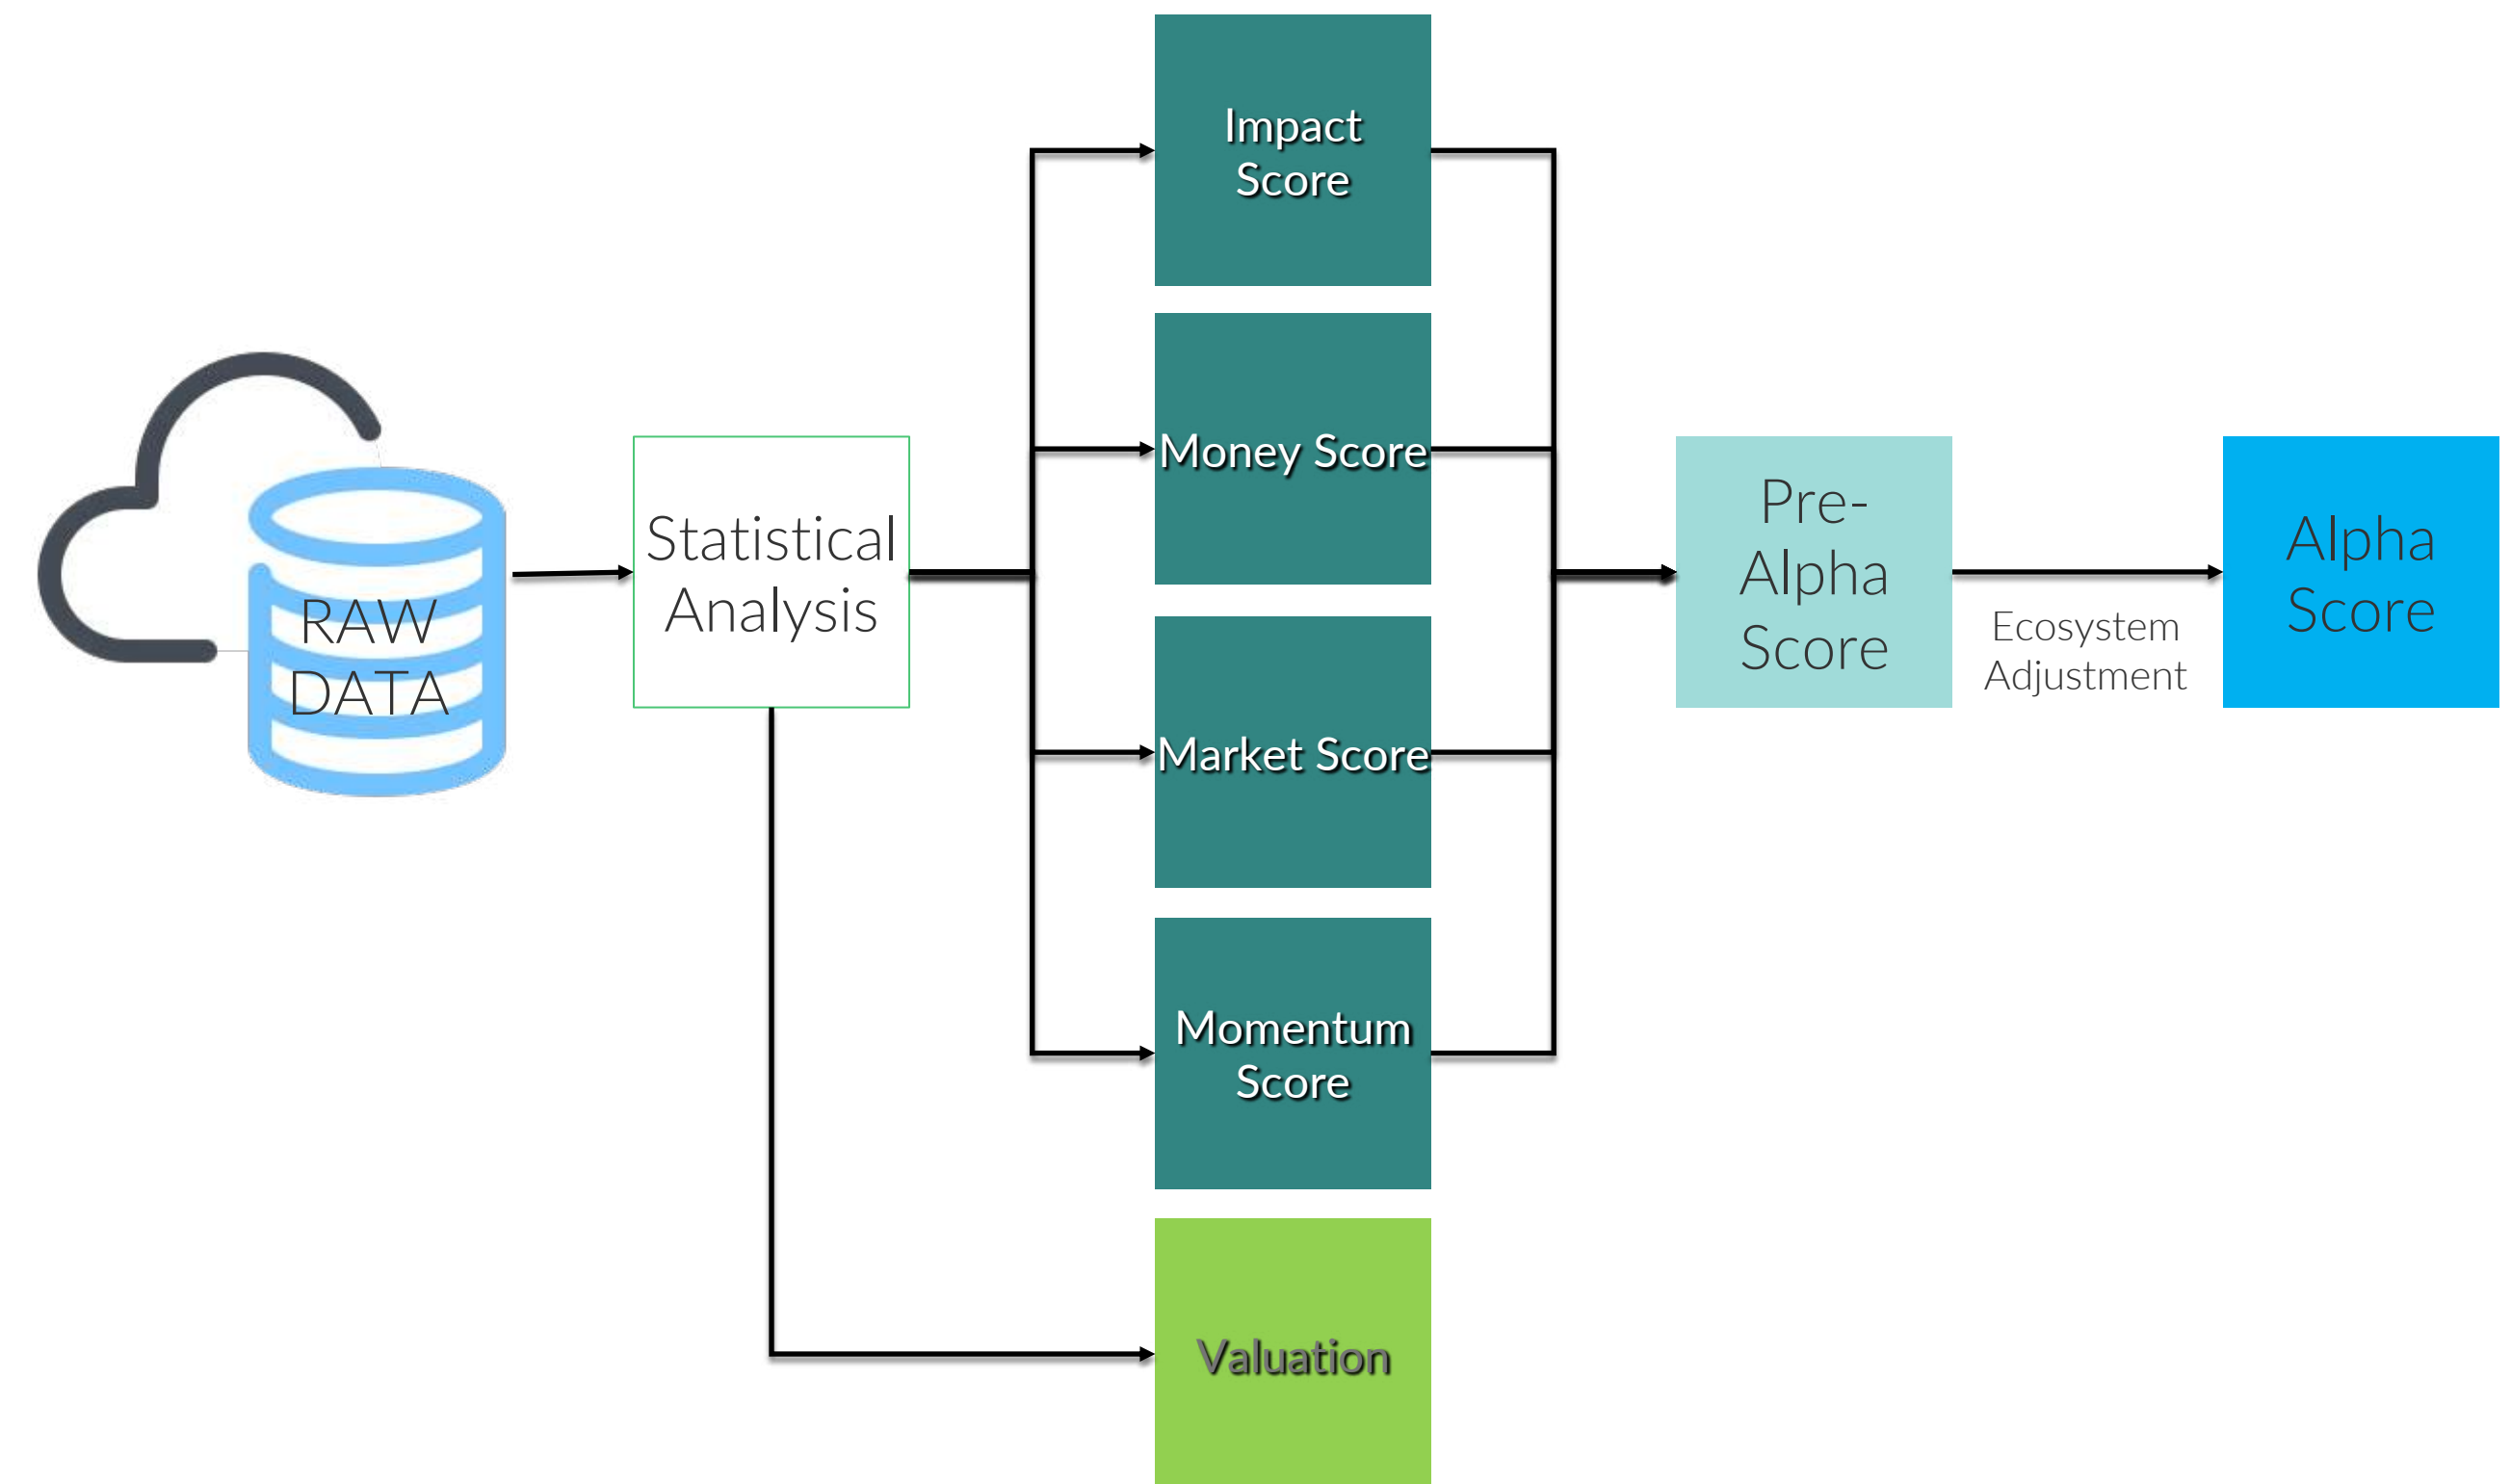 RAW
DATA
Statistical
Analysis
Impact
Score
Money Score
Market Score
Momentum
Score
Valuation
Pre-
Alpha
Score
Ecosystem
Adjustment
Alpha
Score